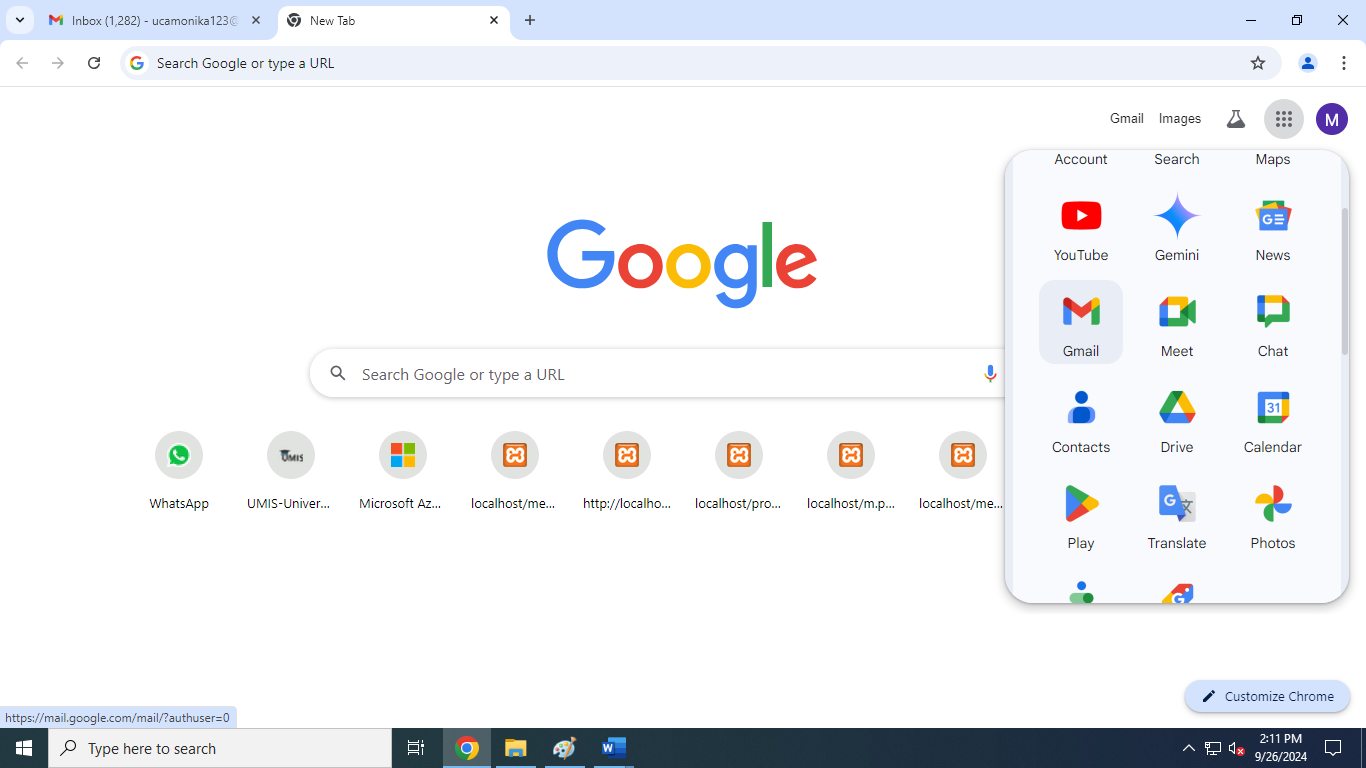 Inbox (1,282) - ucamonika123@
New Tab
Search Google or type a URL
Gmail Images
M
Account Search Maps
YouTube Gemini News
Gmail Meet Chat
Contacts Drive Calendar
31
Play Translate Photos
Google
Search Google or type a URL
UMIS
WhatsApp UMIS-Univer... Microsoft Az... localhost/me... http://localho... localhost/pro... localhost/m.p... localhost/me...
Customize Chrome
https://mail.google.com/mail/?authuser=0
Type here to search
2:11 PM
9/26/2024